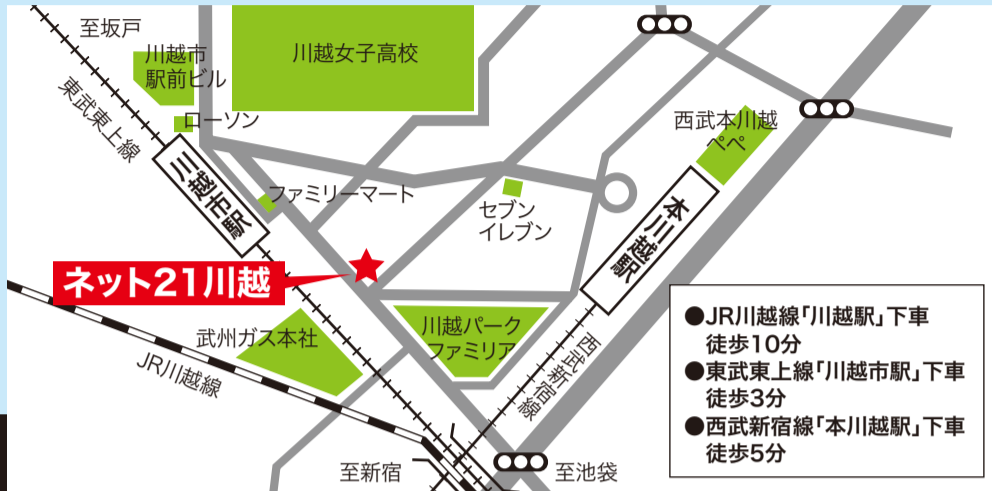 至坂戸
川越市
駅前ビル
川越女子高校
東武東上線
ローソン
西武本川越
ペペ
川越市駅
ファミリーマート
セブン
イレブン
本川越駅
ネット21川越
武州ガス本社
川越パーク
ファミリア
西武新宿線
JR川越線
至新宿
至池袋
●JR川越線「川越駅」下車
徒歩10分
●東武東上線「川越市駅」下車
徒歩3分
●西武新宿線「本川越駅」下車
徒歩5分